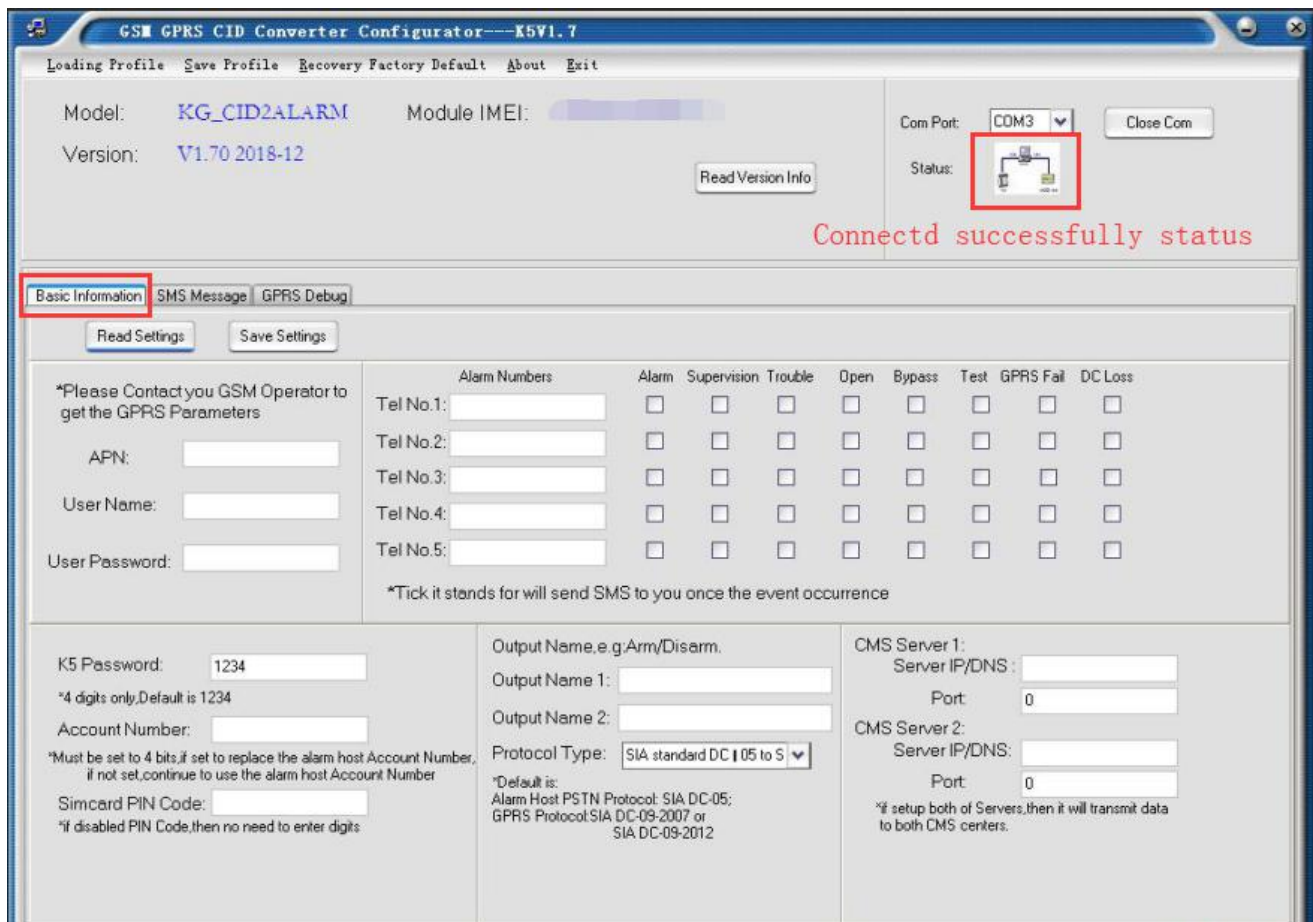 GSM GPRS CID Converter Configurator---K5V1.7
Loading Profile Save Profile Recovery Factory Default About Exit
Model: KG_CID2ALARM Module IMEI:
Com Port: COM3 Close Com
Version: V1.70 2018-12
Read Version Info
Status:
Connectd successfully status
Basic Information SMS Message GPRS Debug
Read Settings Save Settings
*Please Contact you GSM Operator to
get the GPRS Parameters
APN:
User Name:
User Password:
Alarm Numbers Alarm Supervision Trouble Open Bypass Test GPRS Fail DC Loss
Tel No.1:
Tel No.2:
Tel No.3:
Tel No.4:
Tel No.5:
*Tick it stands for will send SMS to you once the event occurrence
K5 Password: 1234
*4 digits only,Default is 1234
Account Number:
*Must be set to 4 bits,if set to replace the alarm host Account Number,
if not set,continue to use the alarm host Account Number
Simcard PIN Code:
*if disabled PIN Code,then no need to enter digits
Output Name,e.g:Arm/Disarm.
Output Name 1:
Output Name 2:
Protocol Type: SIA standard DC 05 to S
*Default is:
Alarm Host PSTN Protocol: SIA DC-05;
GPRS Protocol:SIA DC-09-2007 or
SIA DC-09-2012
CMS Server 1:
Server IP/DNS :
Port: 0
CMS Server 2:
Server IP/DNS:
Port: 0
*if setup both of Servers,then it will transmit data
to both CMS centers.